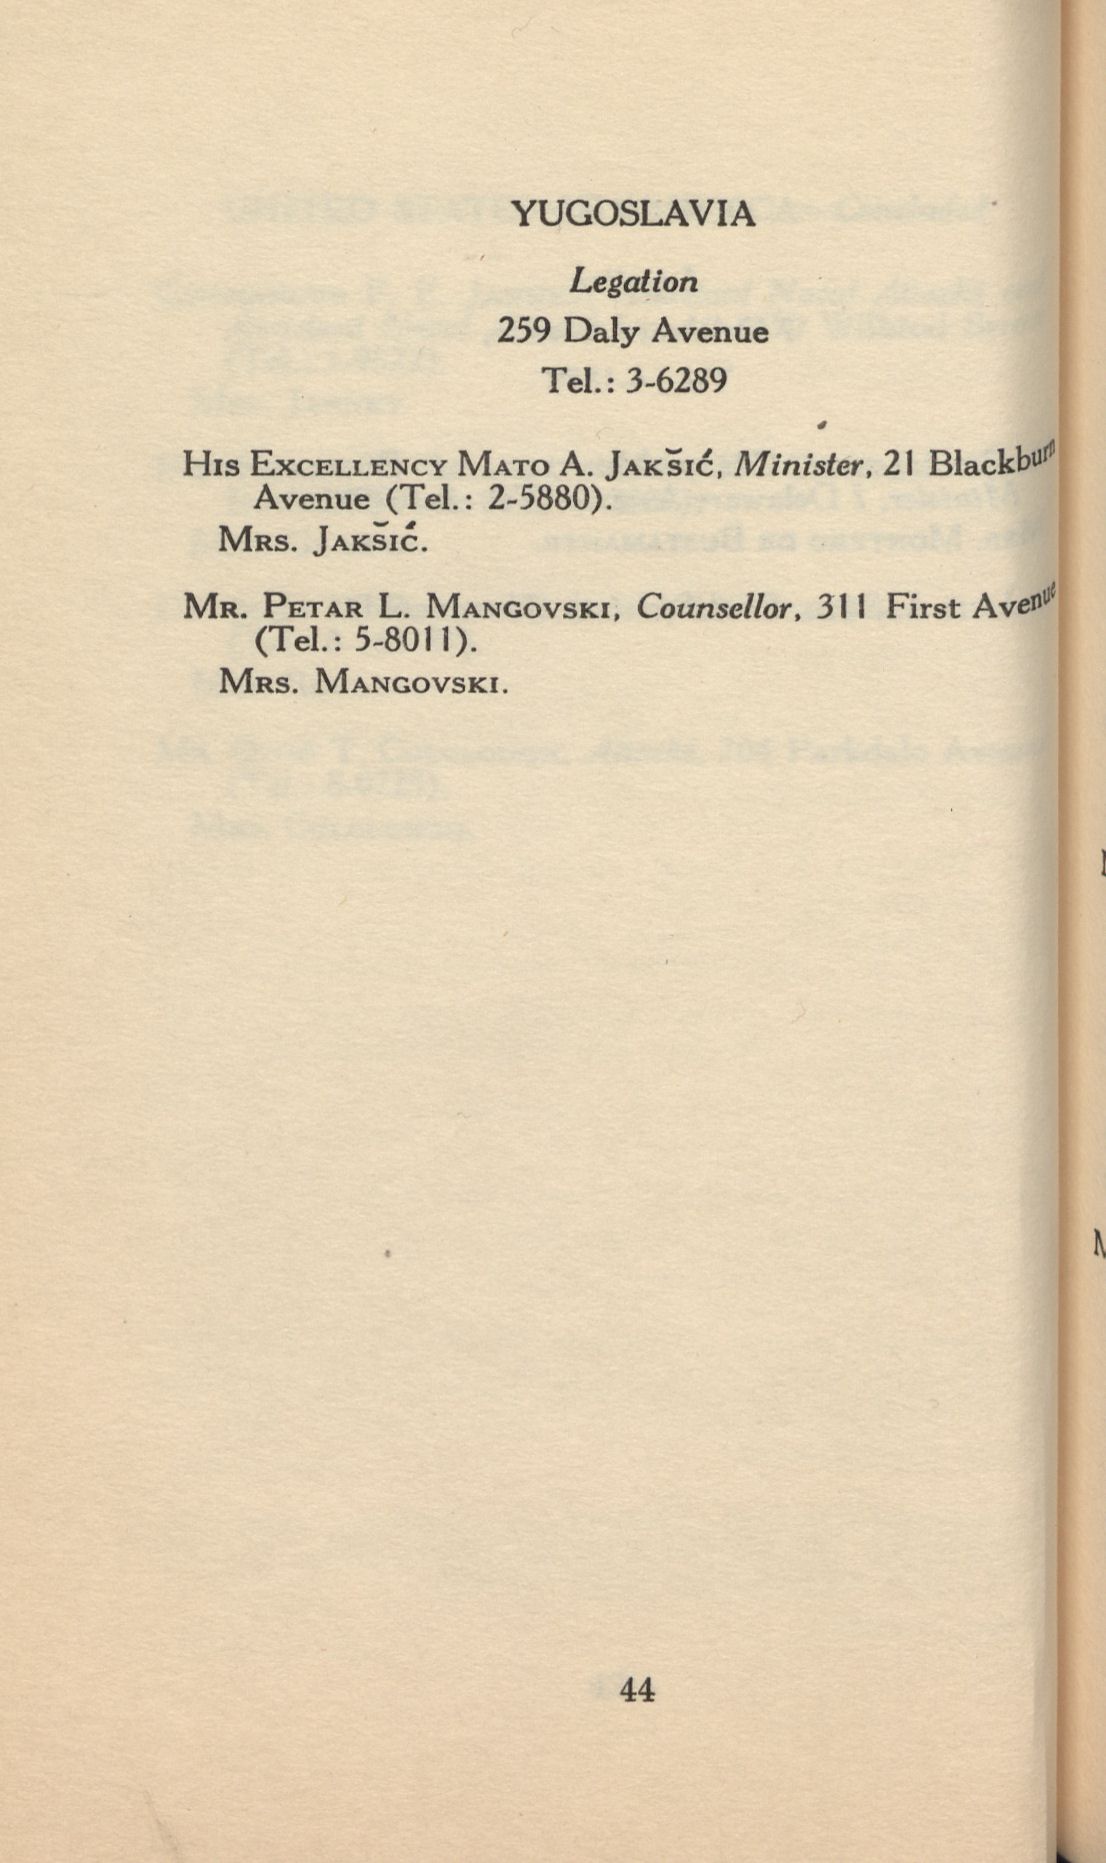 YUGOSLAVIA
Legation
259 Daly Avenue
Tel.: 3-6289
HIS EXCELLENCY MATO A. JAKŠIĆ, Minister, 21 Blackburn
Avenue (Tel.: 2-5880).
MRS. JAKŠIĆ.
MR. PETAR L. MANGOVSKI, Counsellor, 311 First Avenue
(Tel.: 5-8011).
MRS. MANGOVSKI.
44